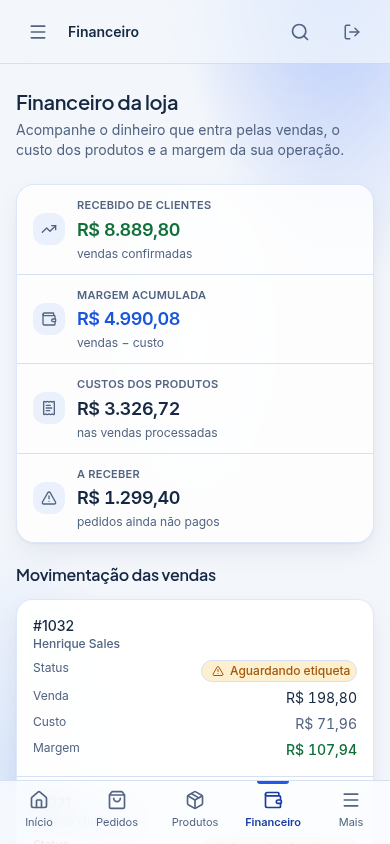 Financeiro
Financeiro da loja
Acompanhe o dinheiro que entra pelas vendas, o
custo dos produtos e a margem da sua operação.
RECEBIDO DE CLIENTES
R$ 8.889,80
vendas confirmadas
MARGEM ACUMULADA
R$ 4.990,08
vendas − custo
CUSTOS DOS PRODUTOS
R$ 3.326,72
nas vendas processadas
A RECEBER
R$ 1.299,40
pedidos ainda não pagos
Movimentação das vendas
#1032
Henrique Sales
Status Aguardando etiqueta
Venda R$ 198,80
Custo R$ 71,96
Margem R$ 107,94
Início Pedidos Produtos Financeiro Mais